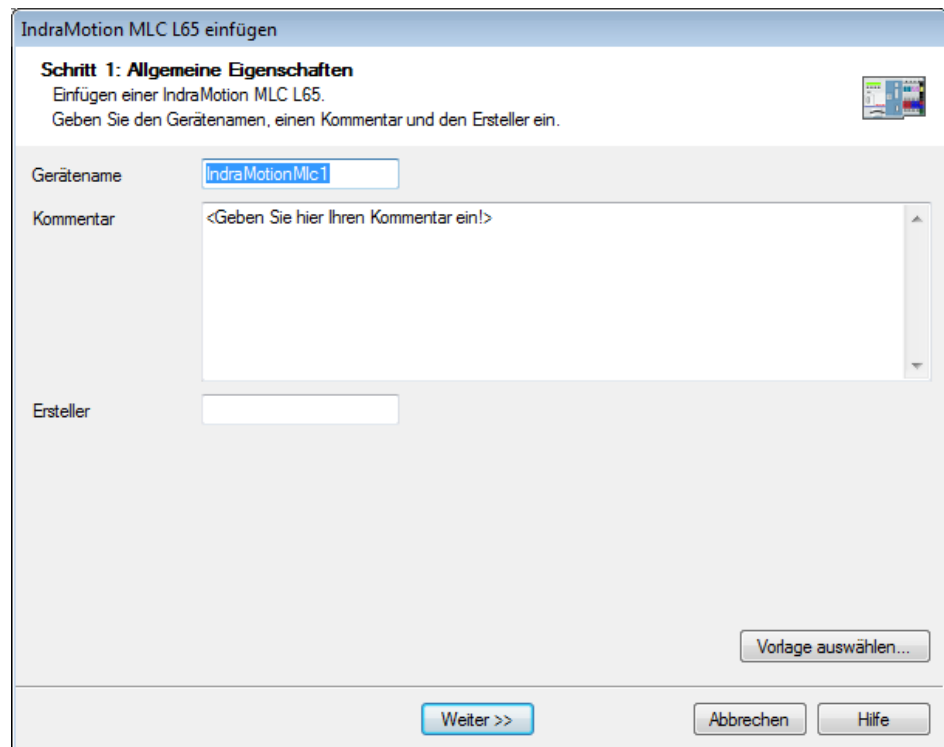 IndraMotion MLC L65 einfügen
Schritt 1: Allgemeine Eigenschaften
Einfügen einer IndraMotion MLC L65.
Geben Sie den Gerätenamen, einen Kommentar und den Ersteller ein.
Gerätename
IndraMotionMlc1
Kommentar
<Geben Sie hier Ihren Kommentar ein!>
Ersteller
Vorlage auswählen...
Weiter >>
Abbrechen
Hilfe